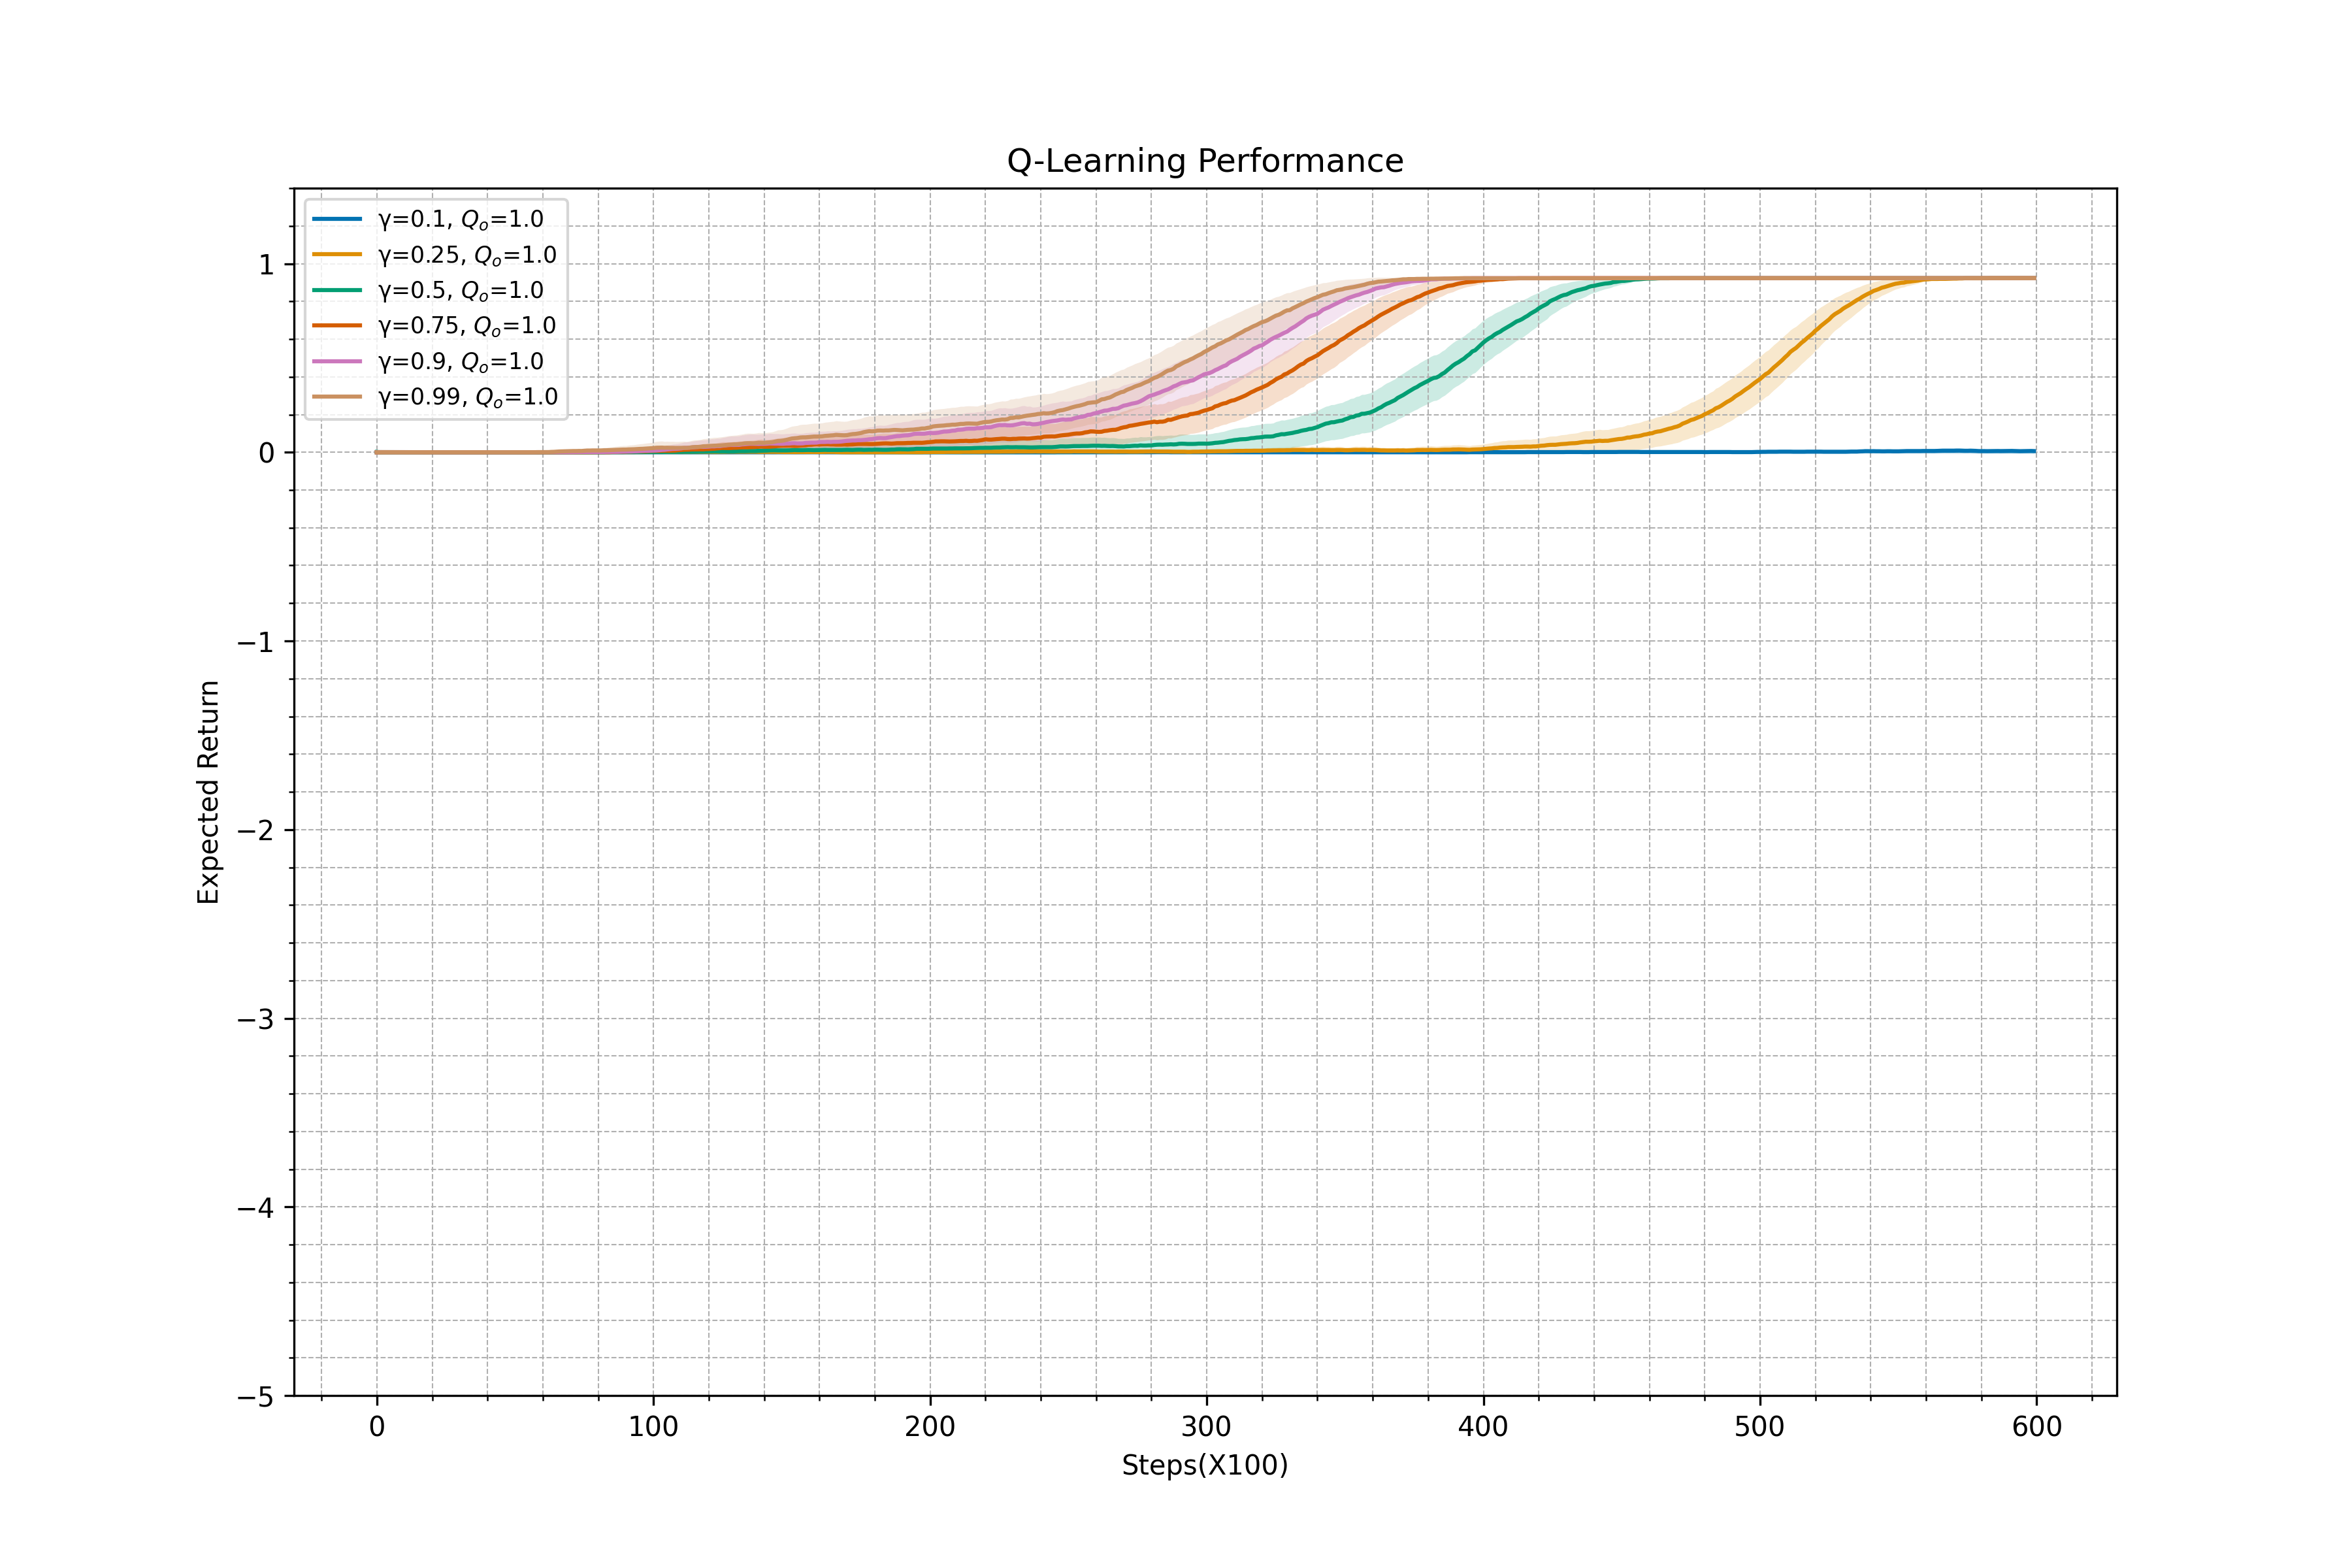 Q-Learning Performance
γ=0.1, Qₒ=1.0
γ=0.25, Qₒ=1.0
γ=0.5, Qₒ=1.0
γ=0.75, Qₒ=1.0
γ=0.9, Qₒ=1.0
γ=0.99, Qₒ=1.0
1
0
−1
−2
−3
−4
−5
Expected Return
0 100 200 300 400 500 600
Steps(X100)